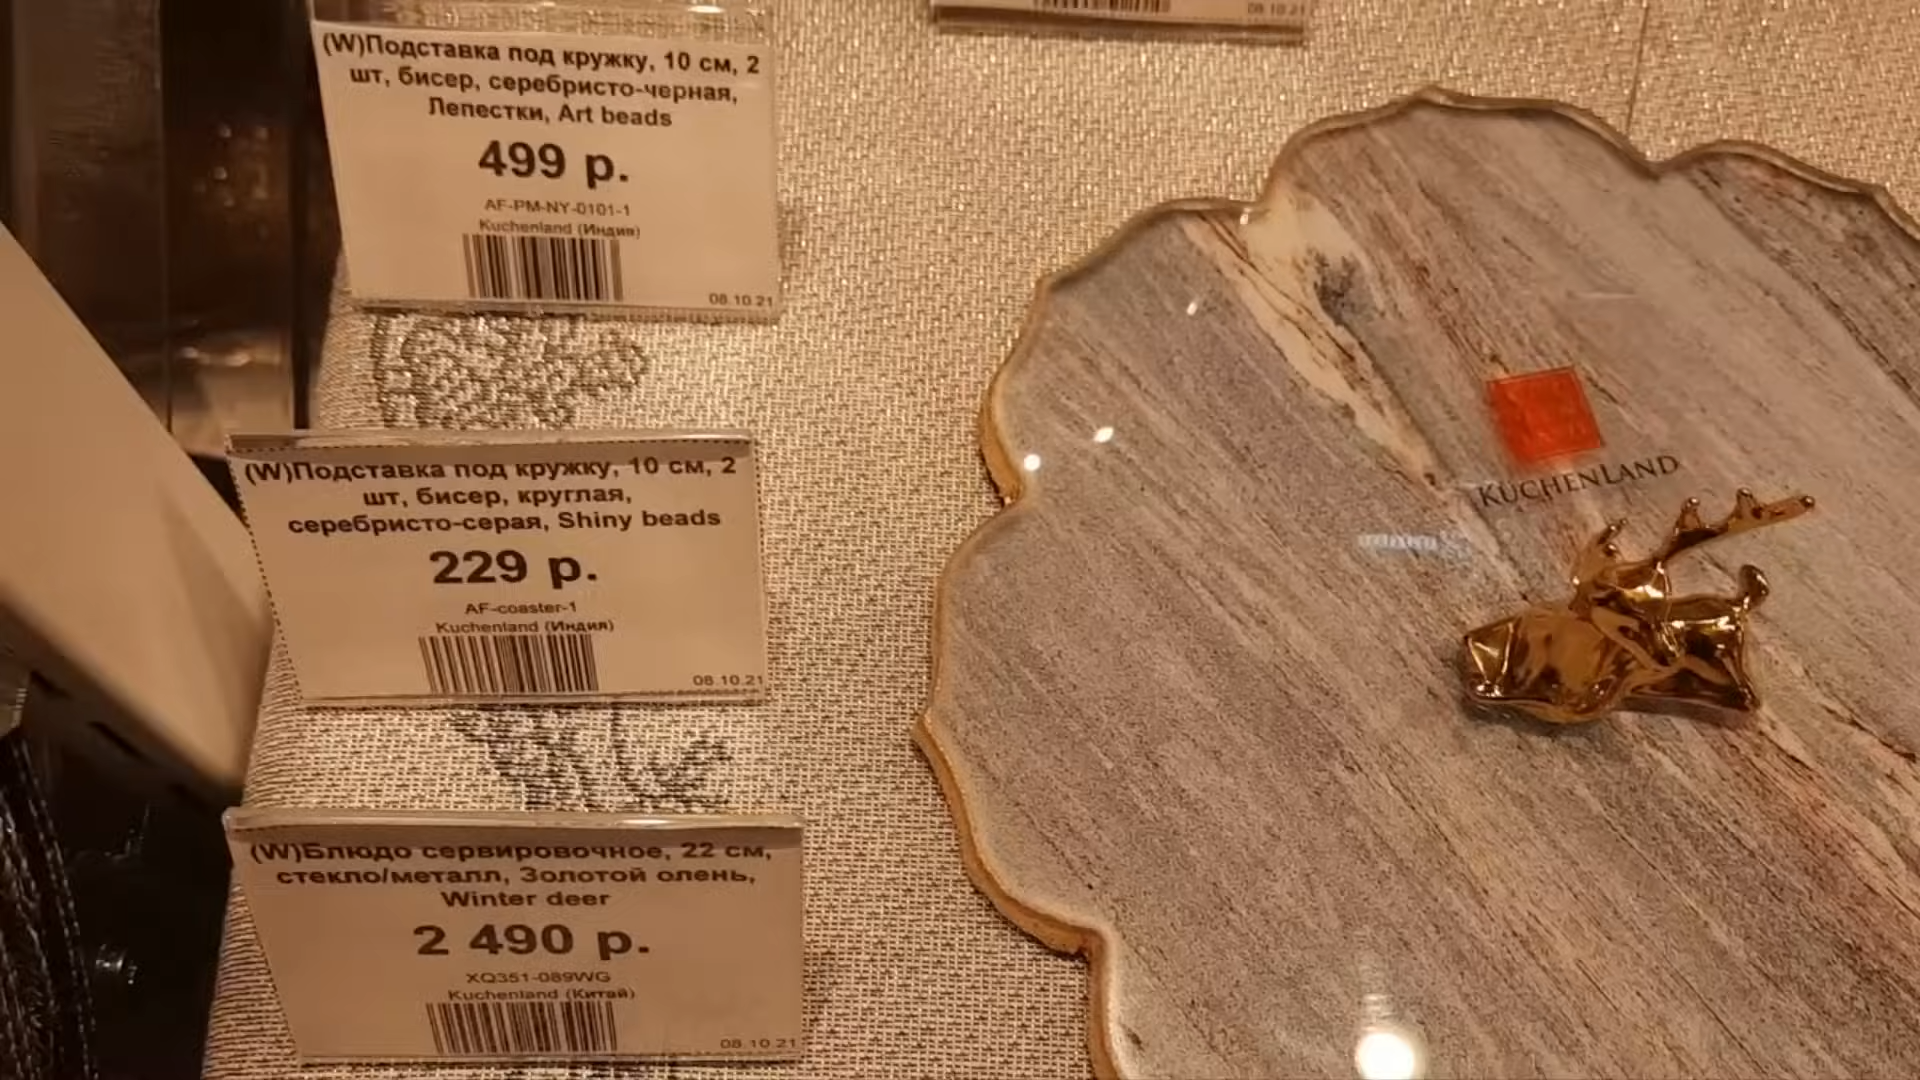 08.10.21
(W)Подставка под кружку, 10 см, 2
шт, бисер, серебристо-черная,
Лепестки, Art beads
499 р.
AF-PM-NY-0101-1
Kuchenland (Индия)
08.10.21
(W)Подставка под кружку, 10 см, 2
шт, бисер, круглая,
серебристо-серая, Shiny beads
229 р.
AF-coaster-1
Kuchenland (Индия)
08.10.21
(W)Блюдо сервировочное, 22 см,
стекло/металл, Золотой олень,
Winter deer
2 490 р.
XQ351-089WG
Kuchenland (Китай)
08.10.21
KUCHENLAND